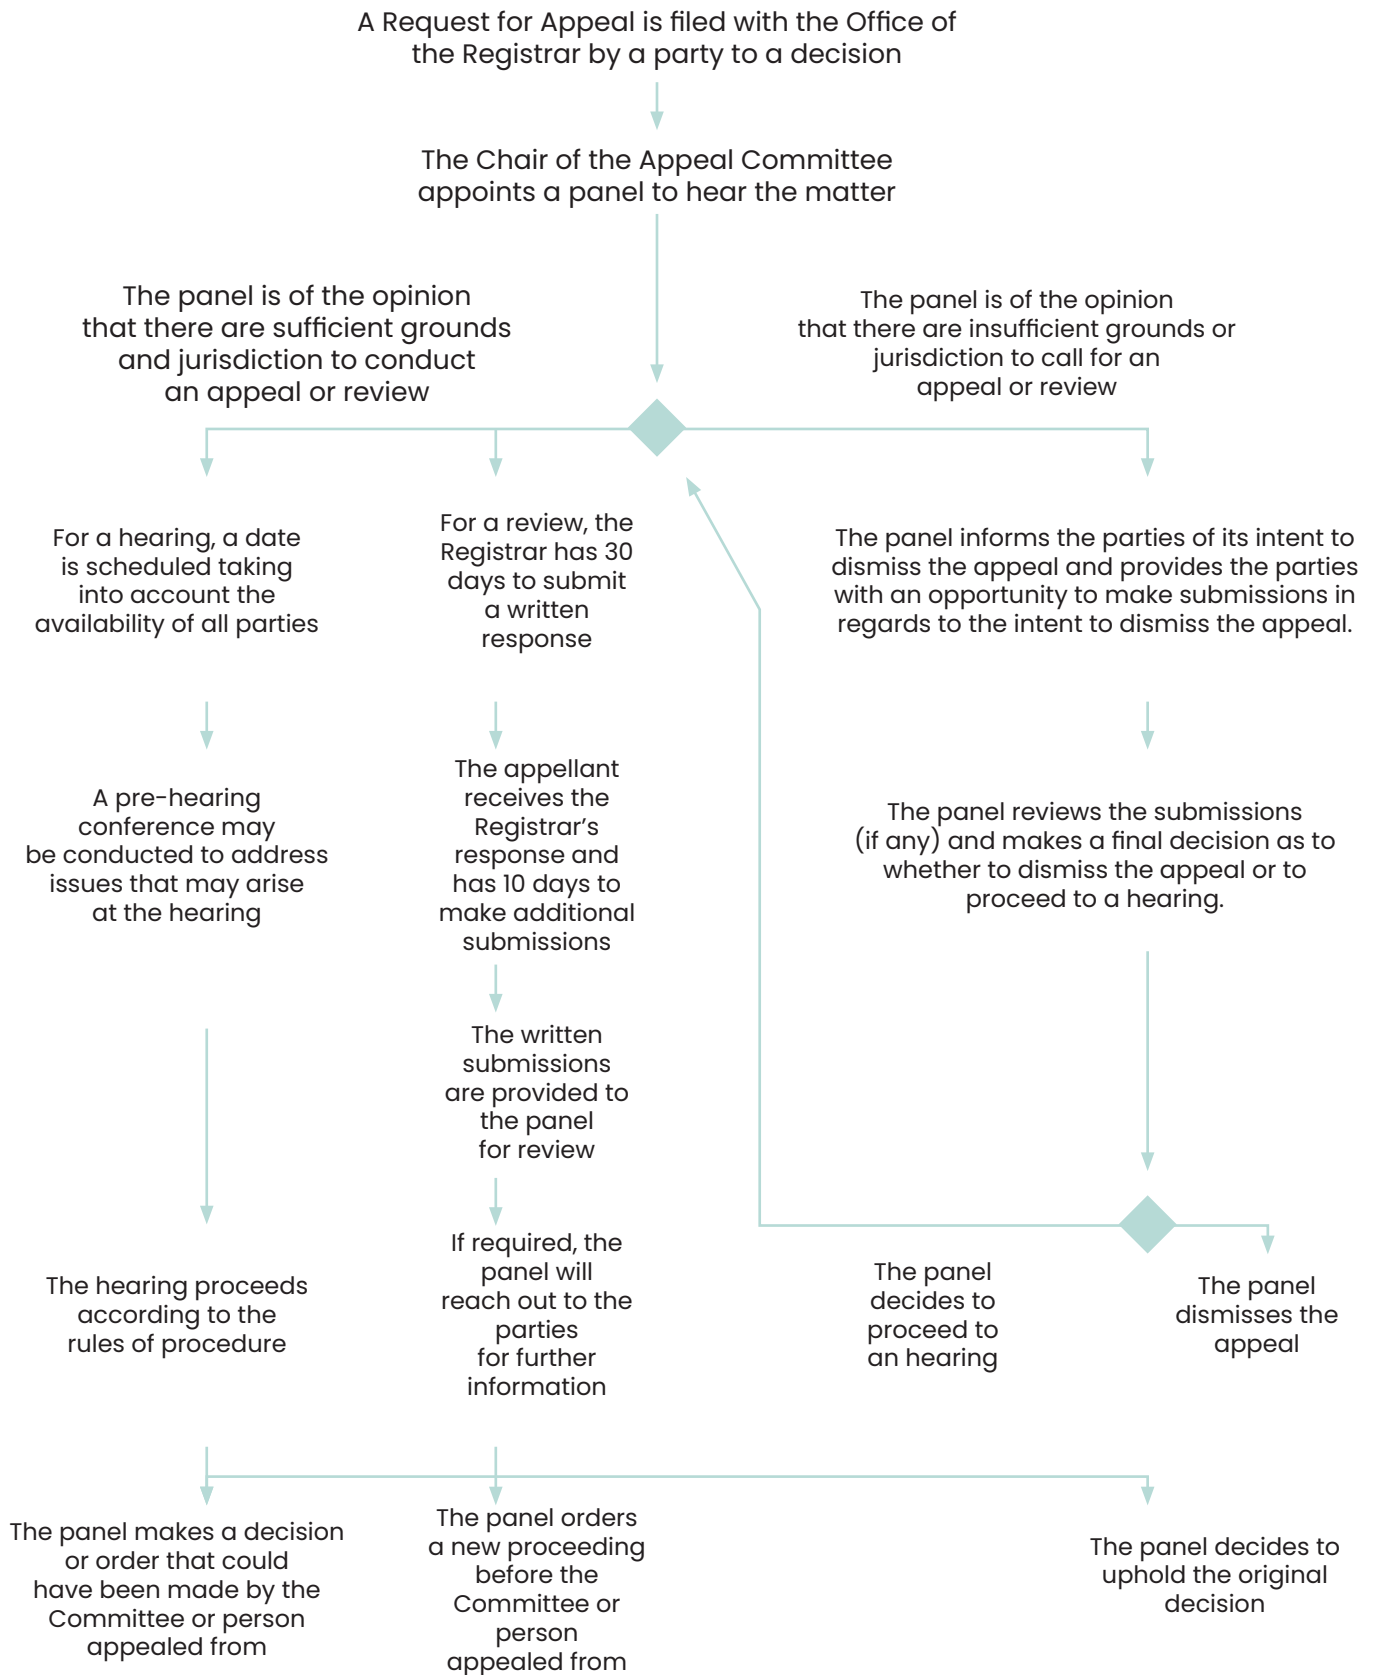 A Request for Appeal is filed with the Office of
the Registrar by a party to a decision
The Chair of the Appeal Committee
appoints a panel to hear the matter
The panel is of the opinion
that there are sufficient grounds
and jurisdiction to conduct
an appeal or review
The panel is of the opinion
that there are insufficient grounds or
jurisdiction to call for an
appeal or review
For a hearing, a date
is scheduled taking
into account the
availability of all parties
For a review, the
Registrar has 30
days to submit
a written
response
The panel informs the parties of its intent to
dismiss the appeal and provides the parties
with an opportunity to make submissions in
regards to the intent to dismiss the appeal.
A pre-hearing
conference may
be conducted to address
issues that may arise
at the hearing
The appellant
receives the
Registrar’s
response and
has 10 days to
make additional
submissions
The panel reviews the submissions
(if any) and makes a final decision as to
whether to dismiss the appeal or to
proceed to a hearing.
The written
submissions
are provided to
the panel
for review
The hearing proceeds
according to the
rules of procedure
If required, the
panel will
reach out to the
parties
for further
information
The panel
decides to
proceed to
an hearing
The panel
dismisses the
appeal
The panel makes a decision
or order that could
have been made by the
Committee or person
appealed from
The panel orders
a new proceeding
before the
Committee or
person
appealed from
The panel decides to
uphold the original
decision